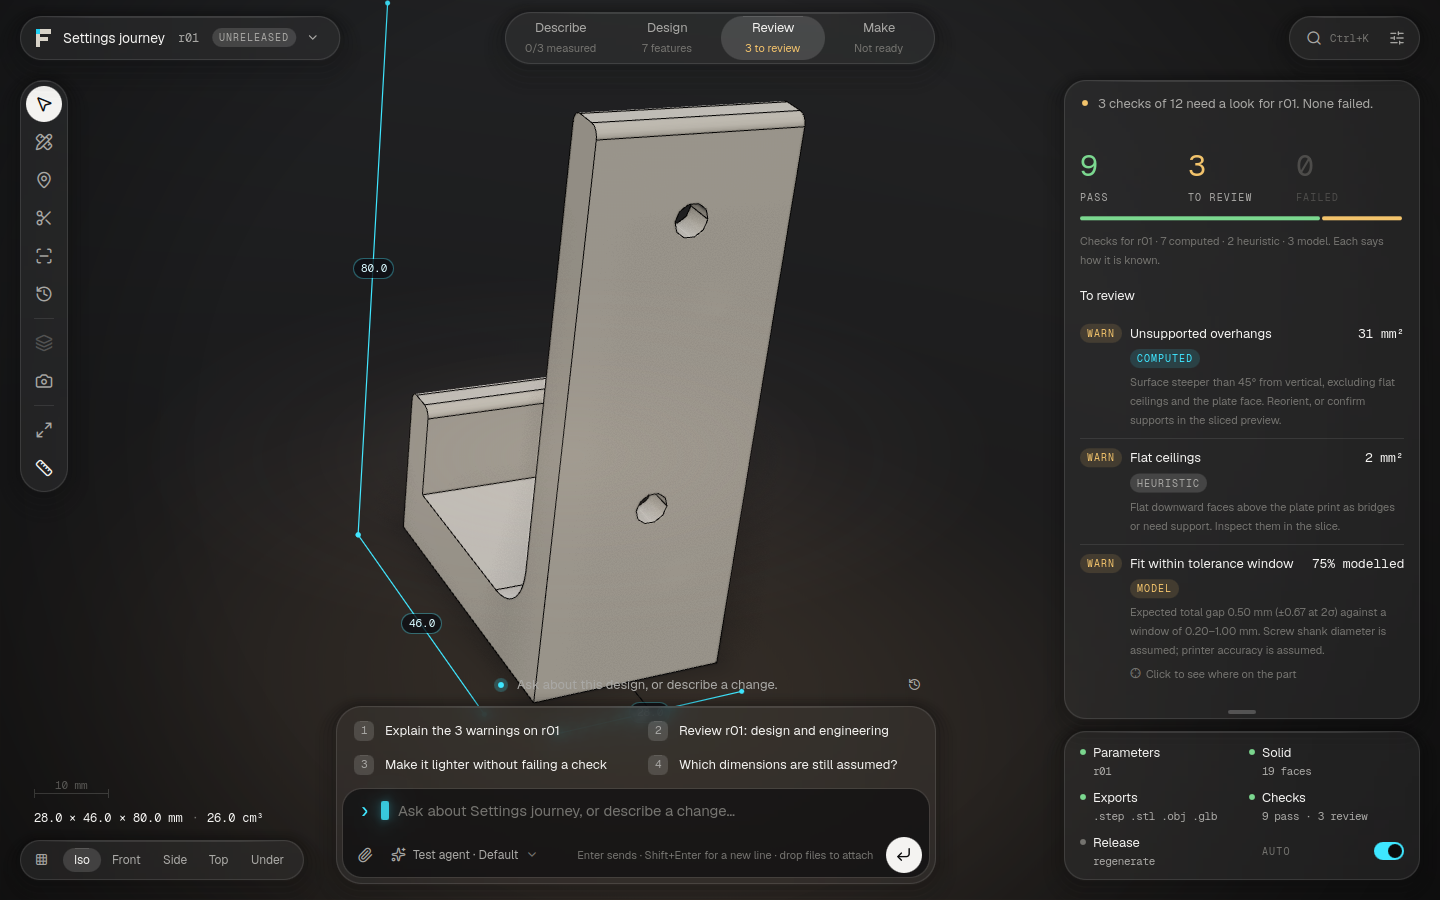 Settings journey r01 UNRELEASED
Describe
0/3 measured
Design
7 features
Review
3 to review
Make
Not ready
Ctrl+K
3 checks of 12 need a look for r01. None failed.
9
PASS
3
TO REVIEW
0
FAILED
Checks for r01 · 7 computed · 2 heuristic · 3 model. Each says
how it is known.
To review
WARN Unsupported overhangs 31 mm²
COMPUTED
Surface steeper than 45° from vertical, excluding flat
ceilings and the plate face. Reorient, or confirm
supports in the sliced preview.
WARN Flat ceilings 2 mm²
HEURISTIC
Flat downward faces above the plate print as bridges
or need support. Inspect them in the slice.
WARN Fit within tolerance window 75% modelled
MODEL
Expected total gap 0.50 mm (±0.67 at 2σ) against a
window of 0.20–1.00 mm. Screw shank diameter is
assumed; printer accuracy is assumed.
Click to see where on the part
80.0
46.0
Ask about this design, or describe a change.
1 Explain the 3 warnings on r01
2 Review r01: design and engineering
3 Make it lighter without failing a check
4 Which dimensions are still assumed?
Ask about Settings journey, or describe a change...
Test agent · Default
Enter sends · Shift+Enter for a new line · drop files to attach
10 mm
28.0 × 46.0 × 80.0 mm · 26.0 cm³
Iso Front Side Top Under
Parameters
r01
Solid
19 faces
Exports
.step .stl .obj .glb
Checks
9 pass · 3 review
Release
regenerate
AUTO